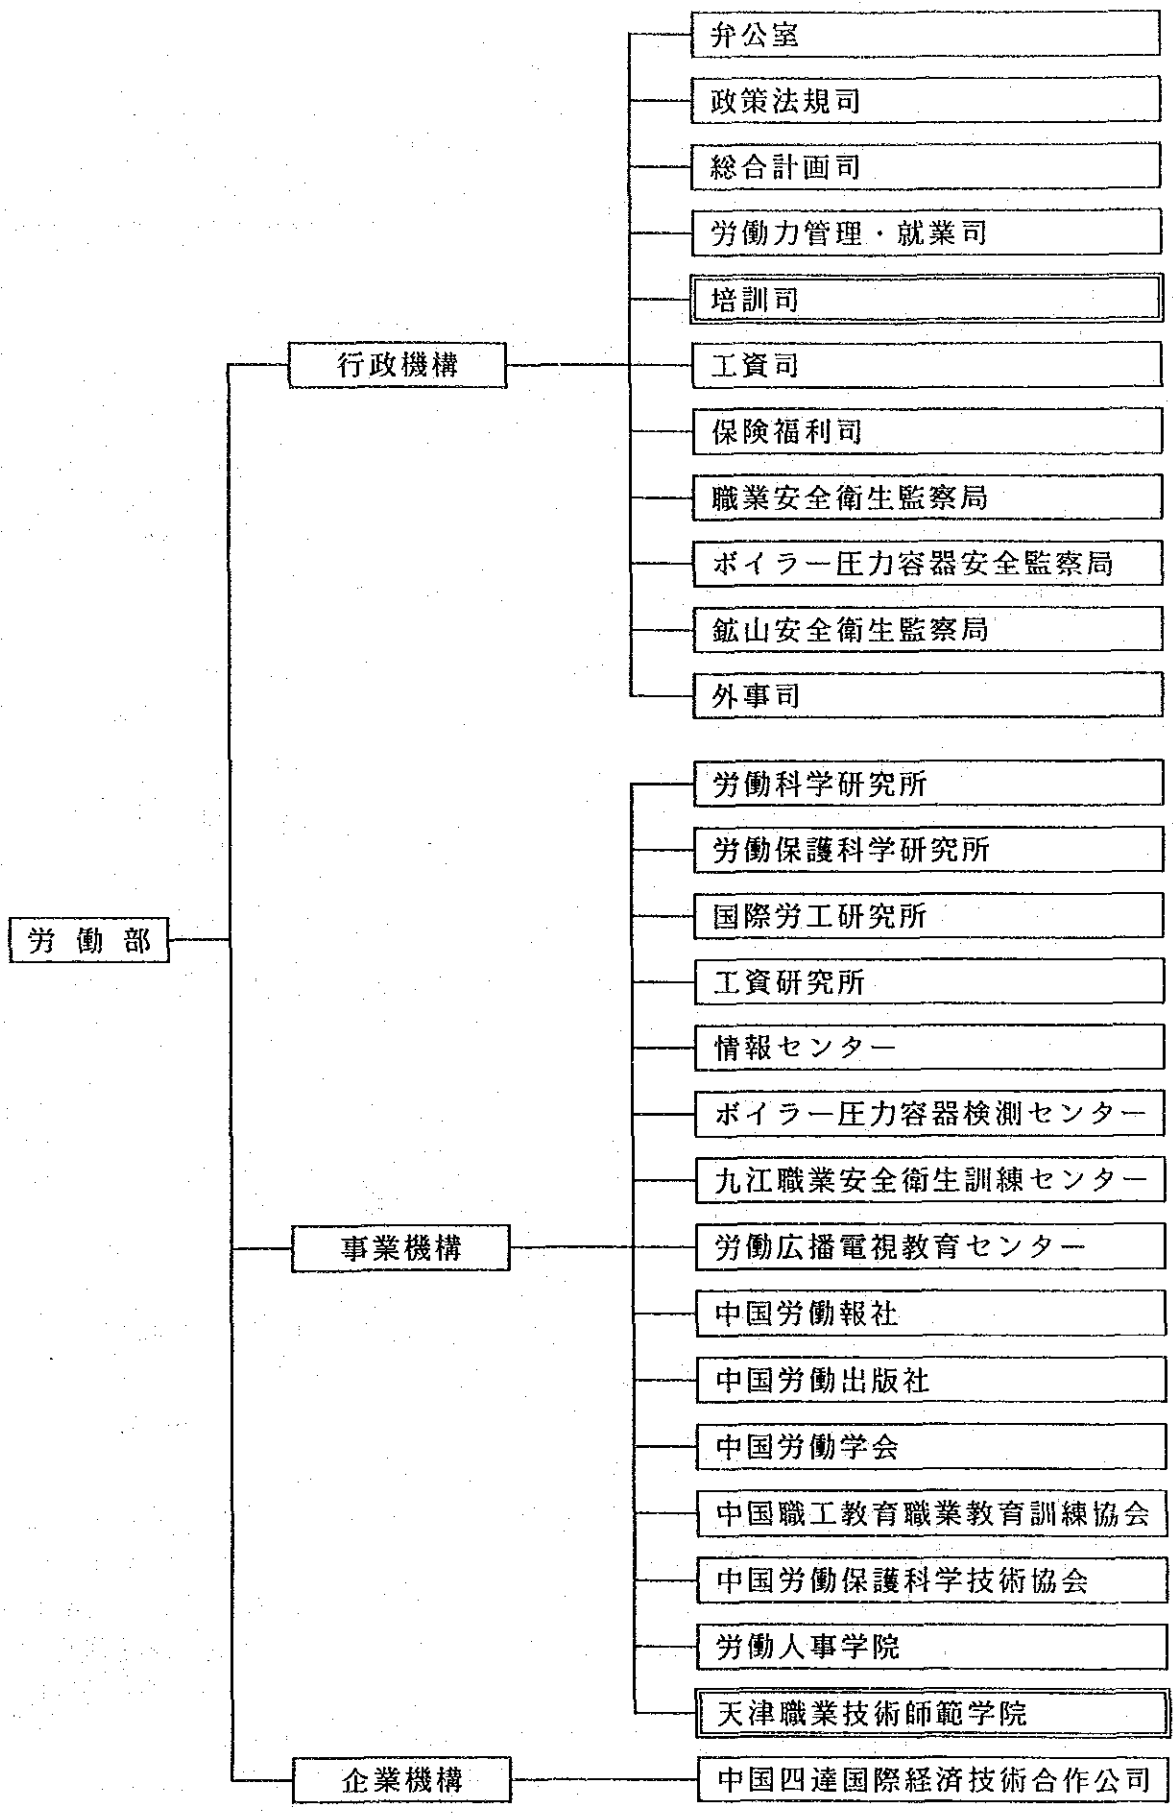 弁公室
政策法規司
総合計画司
労働力管理・就業司
培訓司
行政機構
工資司
保険福利司
職業安全衛生監察局
ボイラー圧力容器安全監察局
鉱山安全衛生監察局
外事司
労働科学研究所
労働保護科学研究所
国際労工研究所
労働部
工資研究所
情報センター
ボイラー圧力容器検測センター
九江職業安全衛生訓練センター
事業機構
労働広播電視教育センター
中国労働報社
中国労働出版社
中国労働学会
中国職工教育職業教育訓練協会
中国労働保護科学技術協会
労働人事学院
天津職業技術師範学院
企業機構
中国四達国際経済技術合作公司